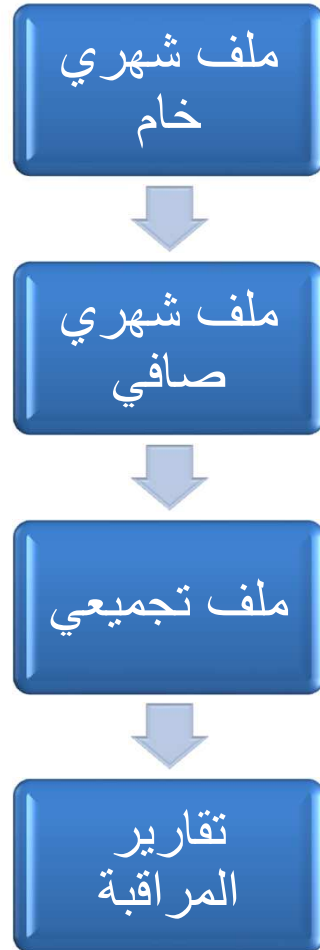 ملف شهري
خام
ملف شهري
صافي
ملف تجميعي
تقارير
المراقبة